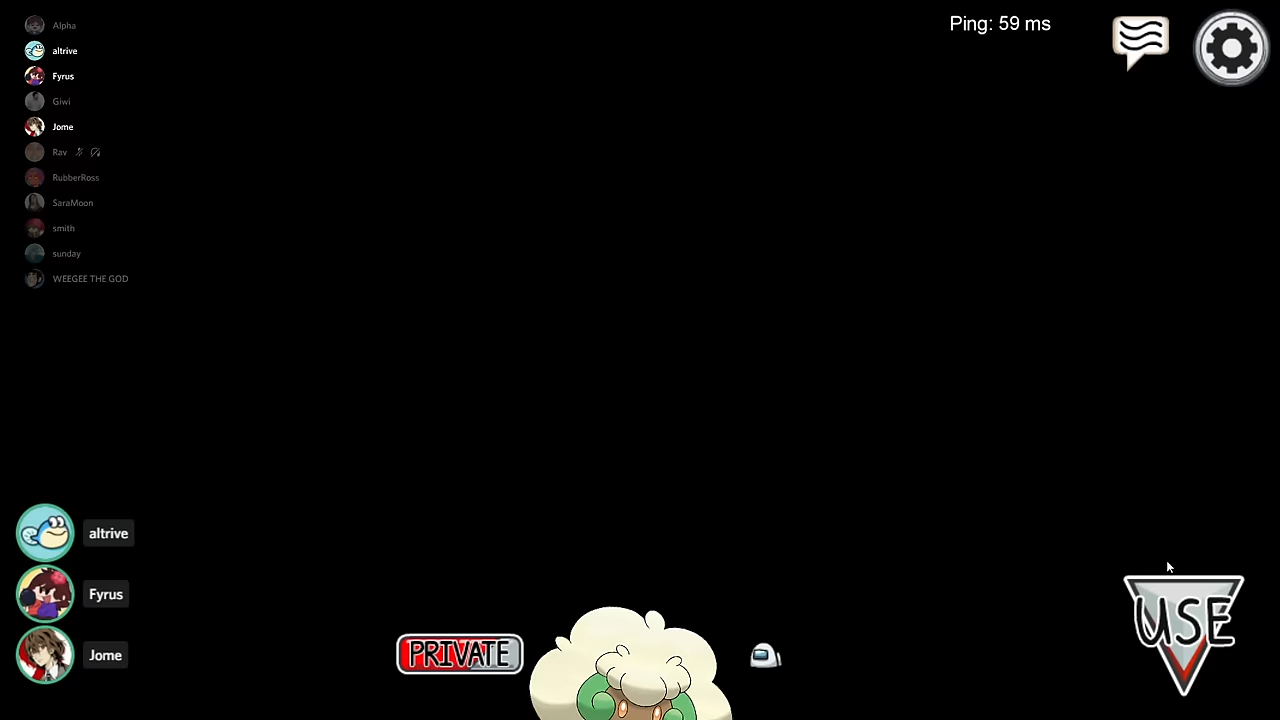 Alpha
altrive
Fyrus
Giwi
Jome
Rav
RubberRoss
SaraMoon
smith
sunday
WEEGEE THE GOD
Ping: 59 ms
altrive
Fyrus
Jome
PRIVATE
USE